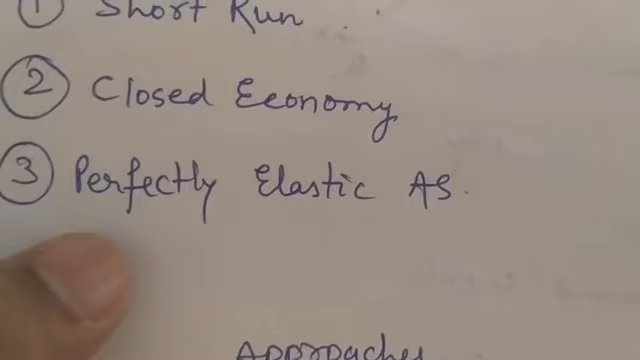 ① Short Run
② Closed Economy
③ Perfectly Elastic AS
Approaches